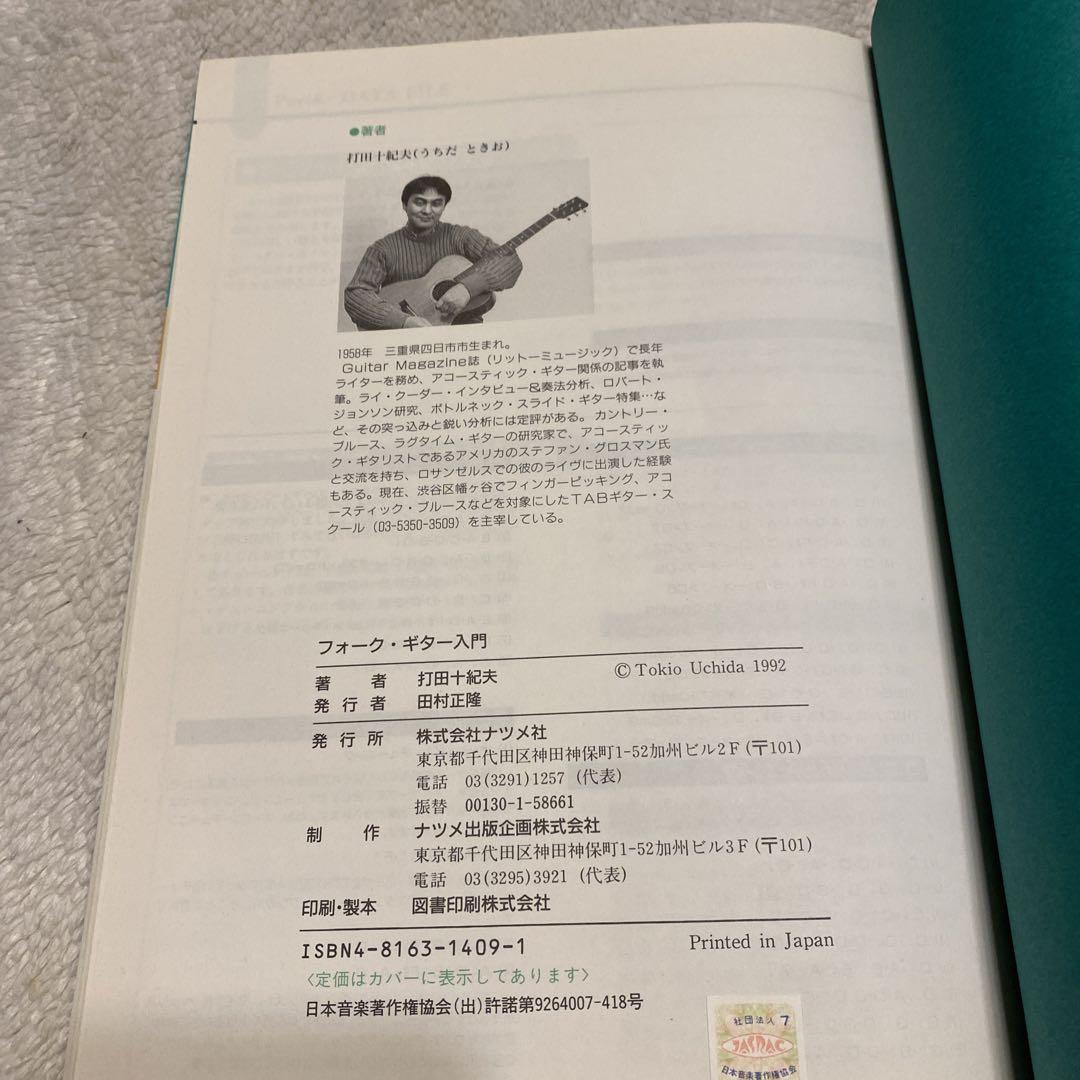 ●著者
打田十紀夫(うちだ ときお)
1958年　三重県四日市市生まれ。
Guitar Magazine誌（リットーミュージック）で長年
ライターを務め、アコースティック・ギター関係の記事を執
筆。ライ・クーダー・インタビュー&奏法分析、ロバート・
ジョンソン研究、ボトルネック・スライド・ギター特集…な
ど、その突っ込みと鋭い分析には定評がある。カントリー・
ブルース、ラグタイム・ギターの研究家で、アコースティッ
ク・ギタリストであるアメリカのステファン・グロスマン氏
と交流を持ち、ロサンゼルスでの彼のライヴに出演した経験
もある。現在、渋谷区幡ヶ谷でフィンガーピッキング、アコ
ースティック・ブルースなどを対象にしたTABギター・ス
クール（03-5350-3509）を主宰している。
フォーク・ギター入門
著　者　打田十紀夫　© Tokio Uchida 1992
発行者　田村正隆
発行所　株式会社ナツメ社
東京都千代田区神田神保町1-52加州ビル2F(〒101)
電話　03(3291)1257（代表）
振替　00130-1-58661
制　作　ナツメ出版企画株式会社
東京都千代田区神田神保町1-52加州ビル3F(〒101)
電話　03(3295)3921（代表）
印刷・製本　図書印刷株式会社
ISBN4-8163-1409-1　Printed in Japan
〈定価はカバーに表示してあります〉
日本音楽著作権協会(出)許諾第9264007-418号
社団法人 7
JASRAC
日本音楽著作権協会